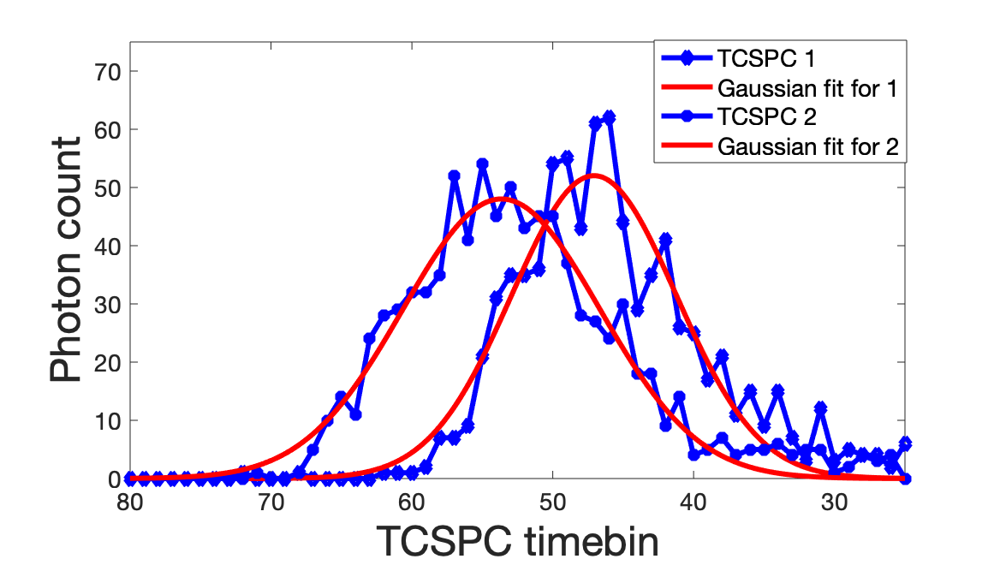 TCSPC 1
Gaussian fit for 1
TCSPC 2
Gaussian fit for 2
70
60
50
40
30
20
10
0
Photon count
80 70 60 50 40 30
TCSPC timebin